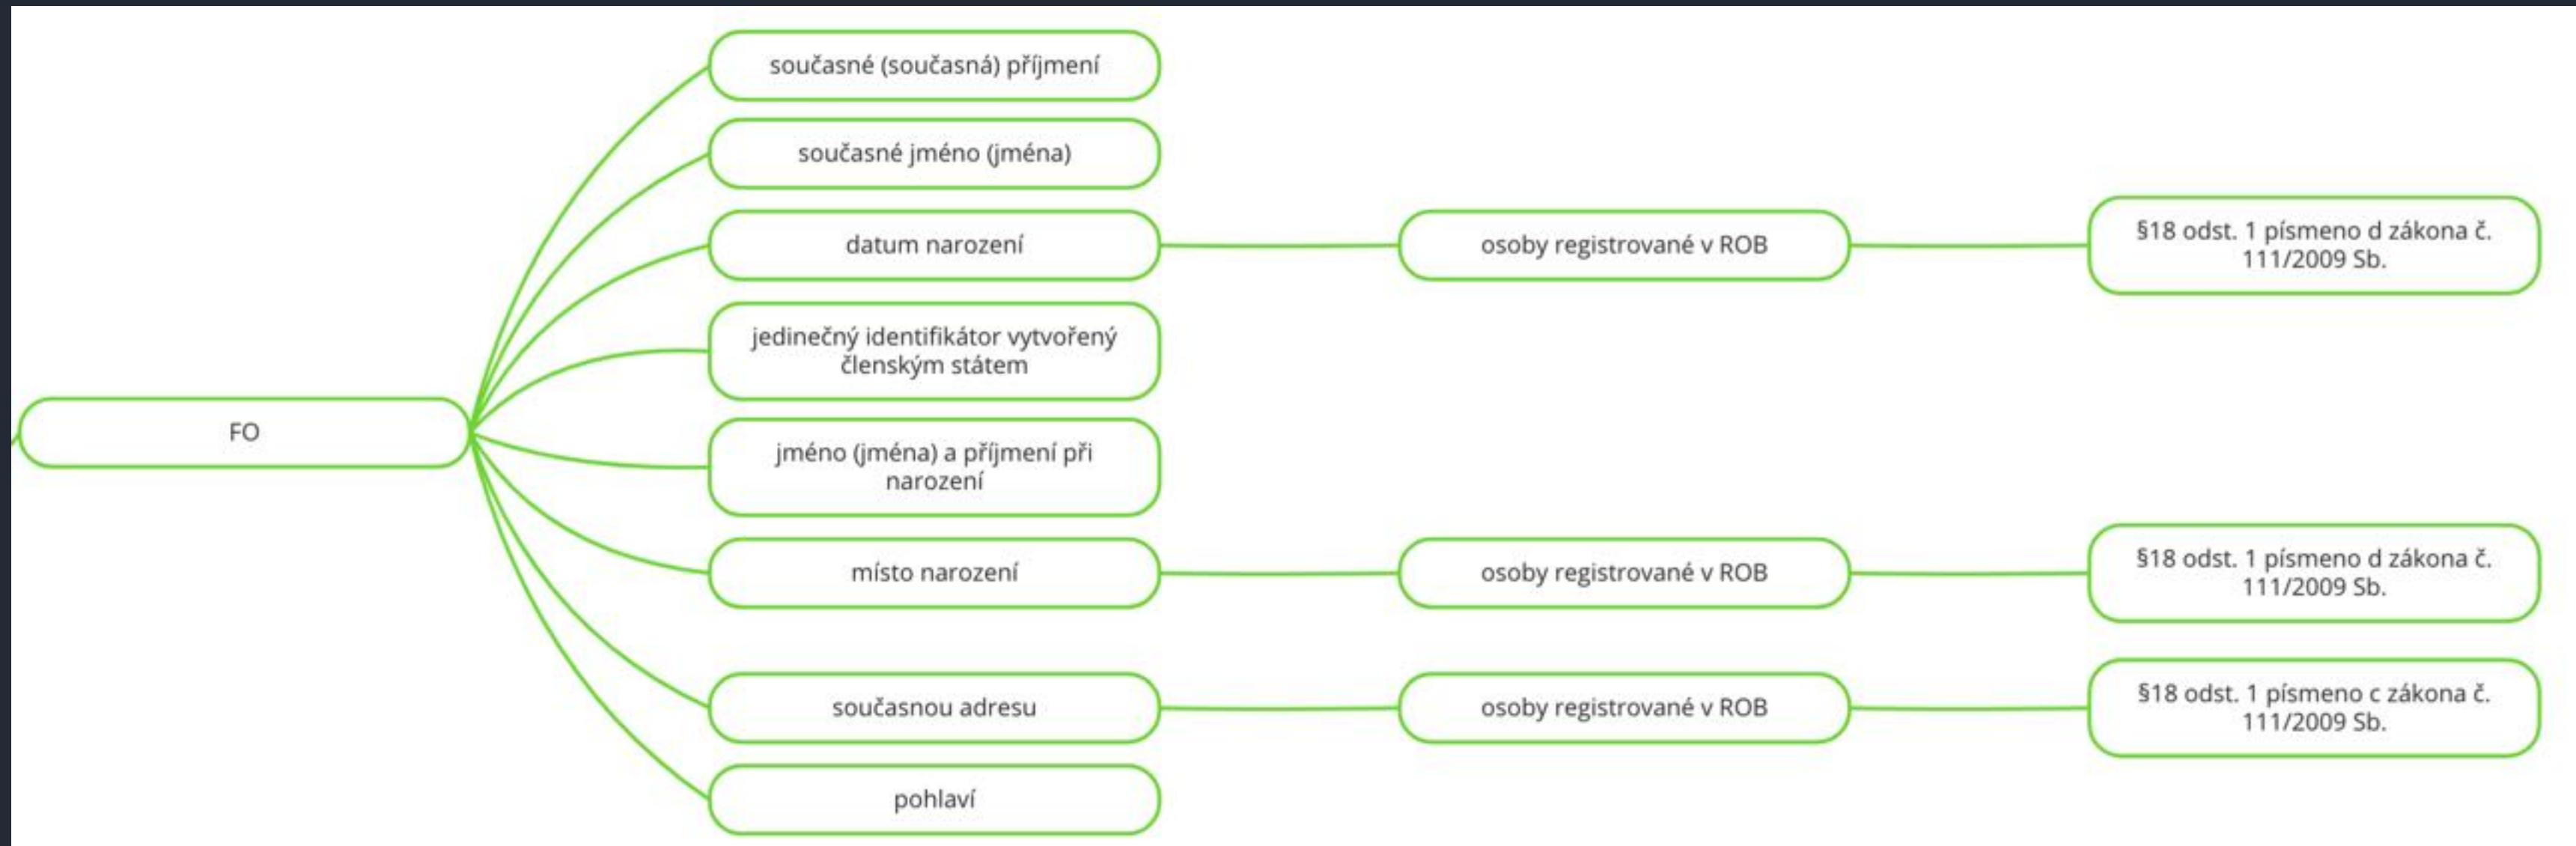 současné (současná) příjmení
současné jméno (jména)
datum narození
osoby registrované v ROB
§18 odst. 1 písmeno d zákona č.
111/2009 Sb.
jedinečný identifikátor vytvořený
členským státem
FO
jméno (jména) a příjmení při
narození
místo narození
osoby registrované v ROB
§18 odst. 1 písmeno d zákona č.
111/2009 Sb.
současnou adresu
osoby registrované v ROB
§18 odst. 1 písmeno c zákona č.
111/2009 Sb.
pohlaví